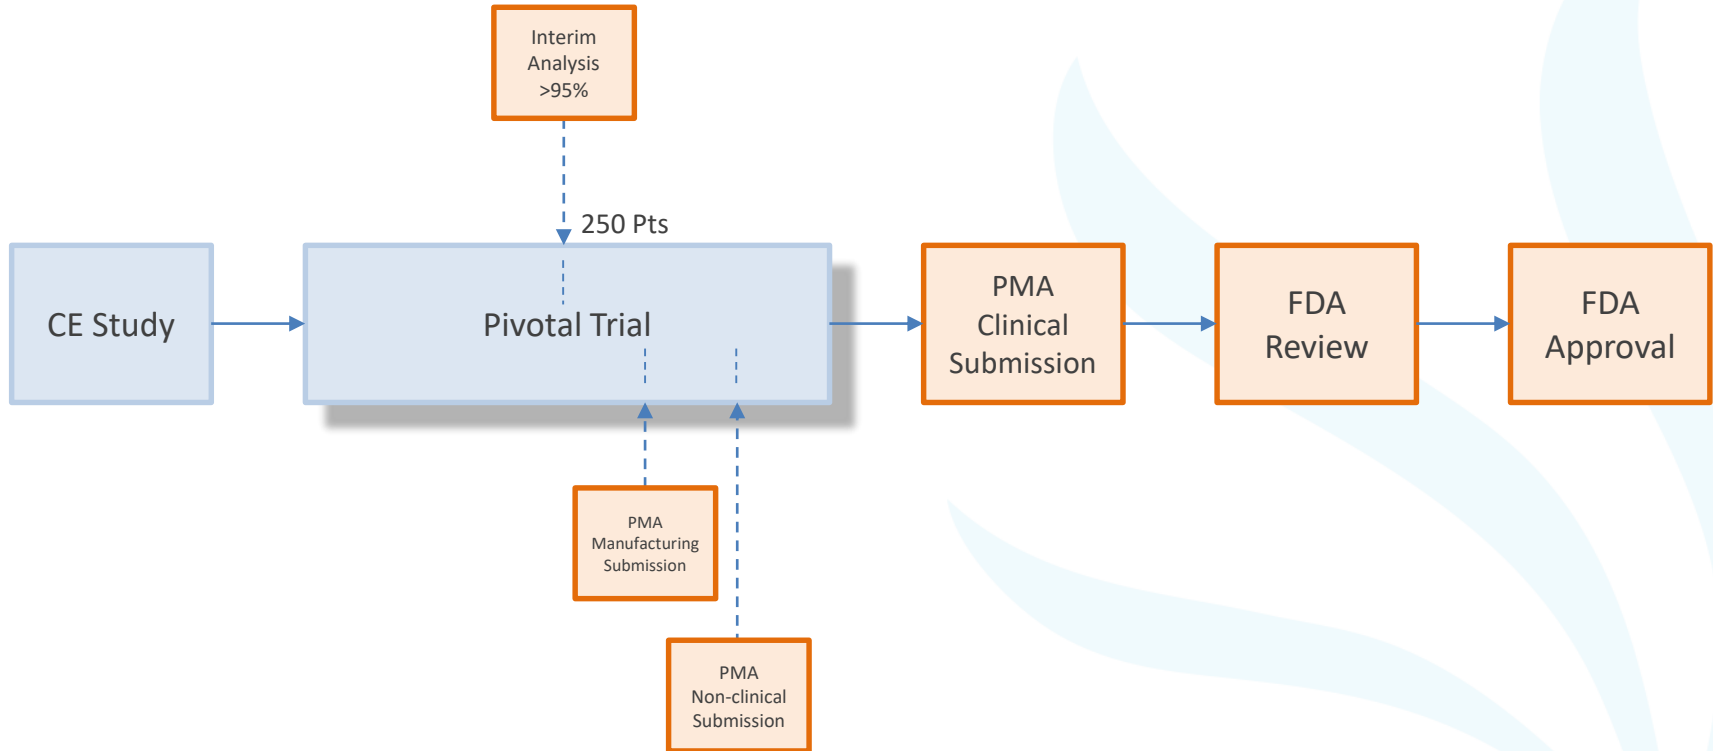 Interim
Analysis
>95%
250 Pts
CE Study
Pivotal Trial
PMA
Clinical
Submission
FDA
Review
FDA
Approval
PMA
Manufacturing
Submission
PMA
Non-clinical
Submission